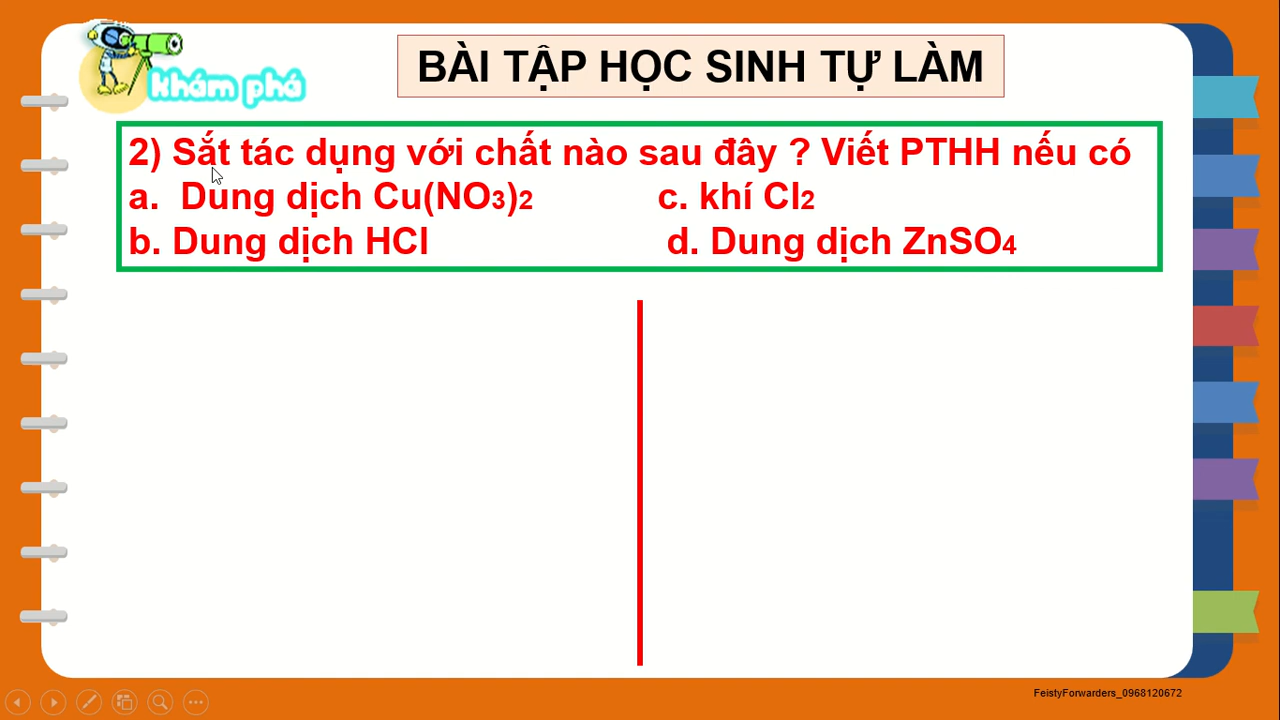 khám phá
BÀI TẬP HỌC SINH TỰ LÀM
2) Sắt tác dụng với chất nào sau đây ? Viết PTHH nếu có
a. Dung dịch Cu(NO3)2 c. khí Cl2
b. Dung dịch HCl d. Dung dịch ZnSO4
FeistyForwarders_0968120672